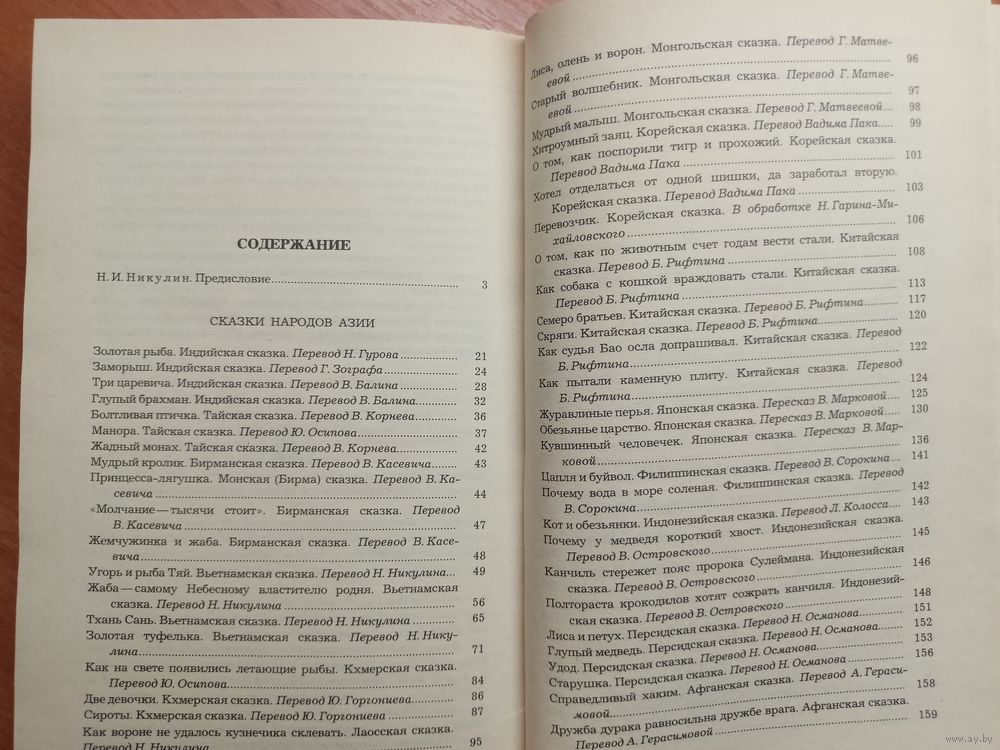 СОДЕРЖАНИЕ
Н. И. Никулин. Предисловие........ 3
СКАЗКИ НАРОДОВ АЗИИ
Золотая рыба. Индийская сказка. Перевод Н. Гурова........ 21
Заморыш. Индийская сказка. Перевод Г. Зографа........ 24
Три царевича. Индийская сказка. Перевод В. Балина........ 28
Глупый брахман. Индийская сказка. Перевод В. Балина........ 32
Болтливая птичка. Тайская сказка. Перевод В. Корнева........ 36
Манора. Тайская сказка. Перевод Ю. Осипова........ 37
Жадный монах. Тайская сказка. Перевод В. Корнева........ 42
Мудрый кролик. Бирманская сказка. Перевод В. Касевича........ 43
Принцесса-лягушка. Монская (Бирма) сказка. Перевод В. Ка-
севича........ 44
«Молчание — тысячи стоит». Бирманская сказка. Перевод
В. Касевича........ 47
Жемчужинка и жаба. Бирманская сказка. Перевод В. Касе-
вича........ 48
Угорь и рыба Тяй. Вьетнамская сказка. Перевод Н. Никулина... 49
Жаба — самому Небесному властителю родня. Вьетнамская
сказка. Перевод Н. Никулина........ 56
Тхань Сань. Вьетнамская сказка. Перевод Н. Никулина........ 65
Золотая туфелька. Вьетнамская сказка. Перевод Н. Нику-
лина........ 71
Как на свете появились летающие рыбы. Кхмерская сказка.
Перевод Ю. Осипова........ 84
Две девочки. Кхмерская сказка. Перевод Ю. Горгониева........ 86
Сироты. Кхмерская сказка. Перевод Ю. Горгониева........ 87
Как вороне не удалось кузнечика склевать. Лаосская сказка.
Перевод Н. Никулина........ 95
Лиса, олень и ворон. Монгольская сказка. Перевод Г. Матве-
евой........ 96
Старый волшебник. Монгольская сказка. Перевод Г. Матве-
евой........ 97
Мудрый малыш. Монгольская сказка. Перевод Г. Матвеевой... 98
Хитроумный заяц. Корейская сказка. Перевод Вадима Пака..... 99
О том, как поспорили тигр и прохожий. Корейская сказка.
Перевод Вадима Пака........ 101
Хотел отделаться от одной шишки, да заработал вторую.
Корейская сказка. Перевод Вадима Пака........ 103
Перевозчик. Корейская сказка. В обработке Н. Гарина-Ми-
хайловского........ 106
О том, как по животным счет годам вести стали. Китайская
сказка. Перевод Б. Рифтина........ 108
Как собака с кошкой враждовать стали. Китайская сказка.
Перевод Б. Рифтина........ 113
Семеро братьев. Китайская сказка. Перевод Б. Рифтина........ 117
Скряги. Китайская сказка. Перевод Б. Рифтина........ 120
Как судья Бао осла допрашивал. Китайская сказка. Перевод
Б. Рифтина........ 122
Как пытали каменную плиту. Китайская сказка. Перевод
Б. Рифтина........ 124
Журавлиные перья. Японская сказка. Пересказ В. Марковой........ 125
Обезьянье царство. Японская сказка. Пересказ В. Марковой........ 130
Кувшинный человечек. Японская сказка. Пересказ В. Мар-
ковой........ 136
Цапля и буйвол. Филиппинская сказка. Перевод В. Сорокина... 141
Почему вода в море соленая. Филиппинская сказка. Перевод
В. Сорокина........ 142
Кот и обезьянки. Индонезийская сказка. Перевод Л. Колосса.... 143
Почему у медведя короткий хвост. Индонезийская сказка.
Перевод В. Островского........ 145
Канчиль стережет пояс пророка Сулеймана. Индонезийская
сказка. Перевод В. Островского........ 146
Полтораста крокодилов хотят сожрать канчиля. Индонезий-
ская сказка. Перевод В. Островского........ 148
Лиса и петух. Персидская сказка. Перевод Н. Османова........ 151
Глупый медведь. Персидская сказка. Перевод Н. Османова........ 152
Удод. Персидская сказка. Перевод Н. Османова........ 153
Старушка. Персидская сказка. Перевод Н. Османова........ 156
Справедливый хаким. Афганская сказка. Перевод А. Гераси-
мовой........ 158
Дружба дурака равносильна дружбе врага. Афганская сказка.
Перевод А. Герасимовой........ 159
www.ay.by